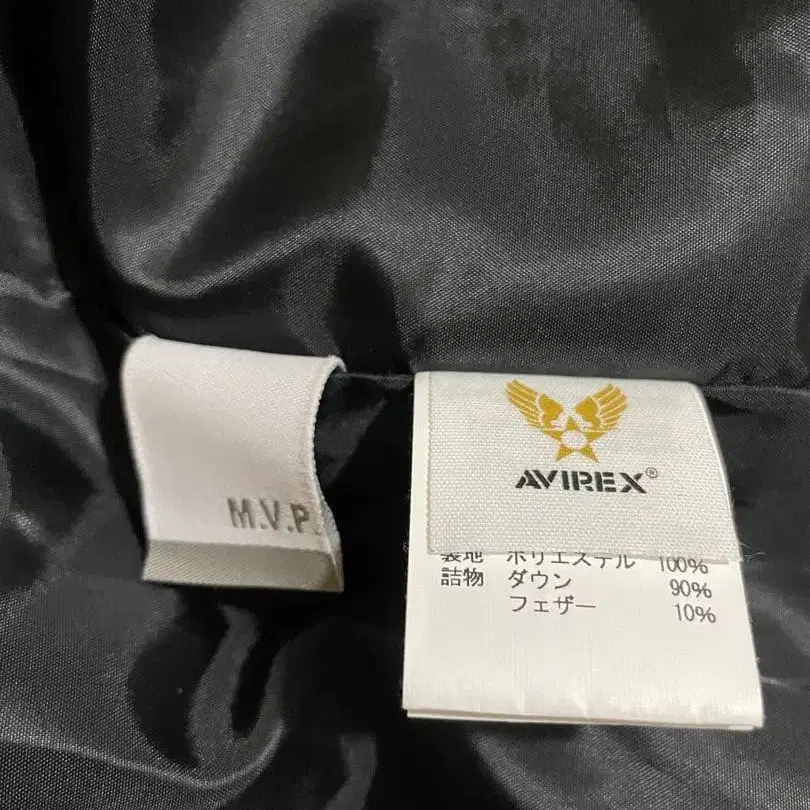 M.V.P.
AVIREX®
裏地 ポリエステル 100%
詰物 ダウン 90%
フェザー 10%